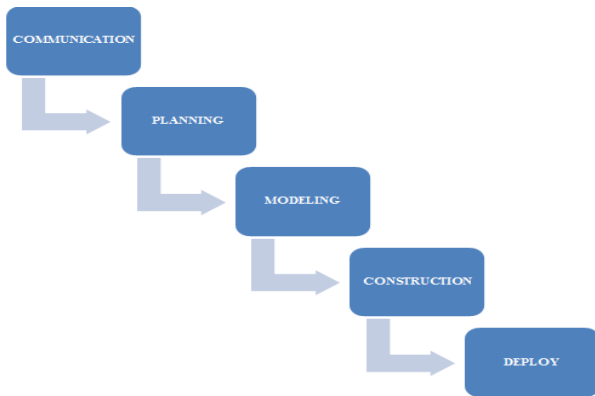 COMMUNICATION
PLANNING
MODELING
CONSTRUCTION
DEPLOY